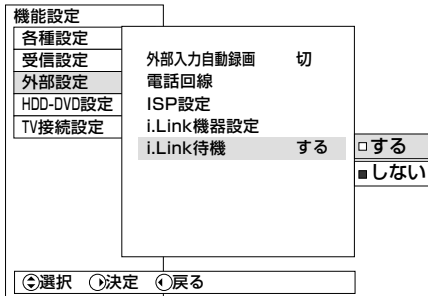 機能設定
各種設定
受信設定
外部設定
HDD-DVD設定
TV接続設定
外部入力自動録画 切
電話回線
ISP設定
i.Link機器設定
i.Link待機 する
□する
■しない
選択 決定 戻る